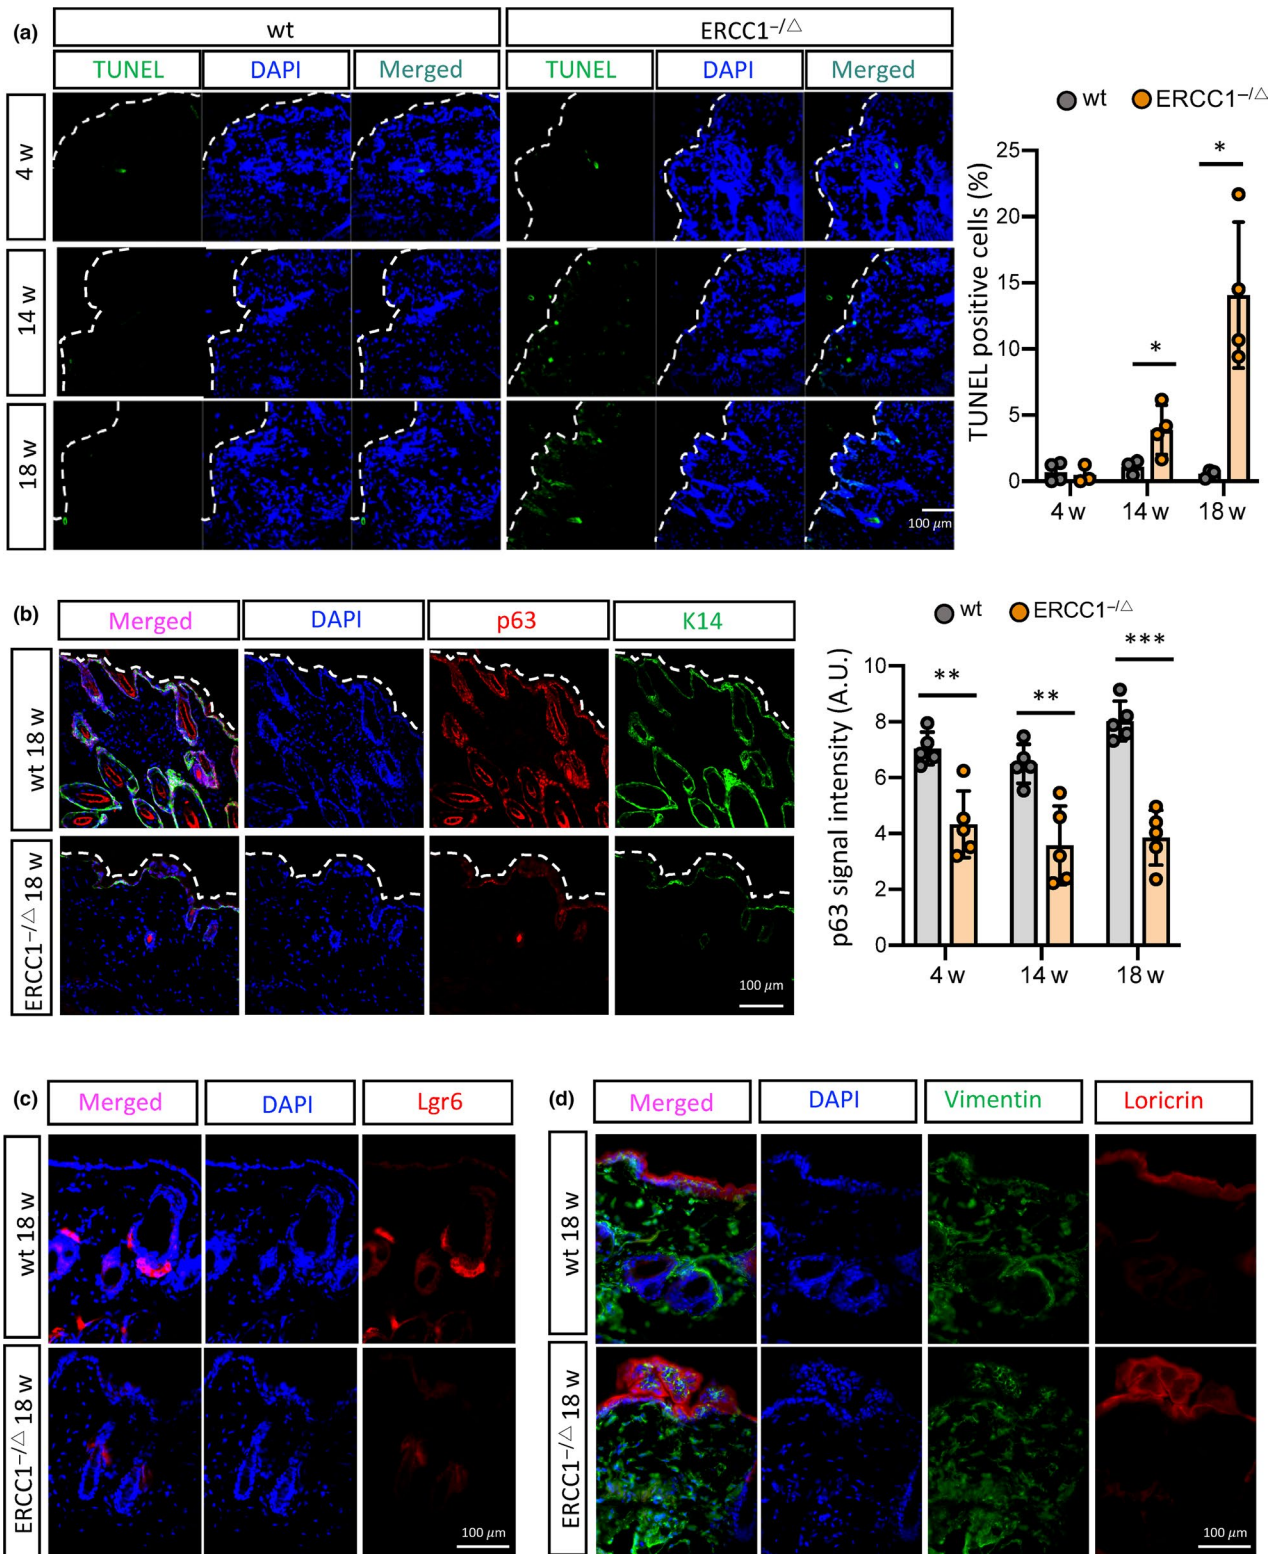 (a)
wt
ERCC1−/△
TUNEL DAPI Merged TUNEL DAPI Merged
4 w
14 w
18 w
100 μm
wt ERCC1−/△
TUNEL positive cells (%)
25
20
15
10
5
0
*
*
4 w 14 w 18 w
(b)
Merged DAPI p63 K14
wt 18 w
ERCC1−/△ 18 w
100 μm
wt ERCC1−/△
p63 signal intensity (A.U.)
10
8
6
4
2
0
**
**
***
4 w 14 w 18 w
(c)
Merged DAPI Lgr6
wt 18 w
ERCC1−/△ 18 w
100 μm
(d)
Merged DAPI Vimentin Loricrin
wt 18 w
ERCC1−/△ 18 w
100 μm